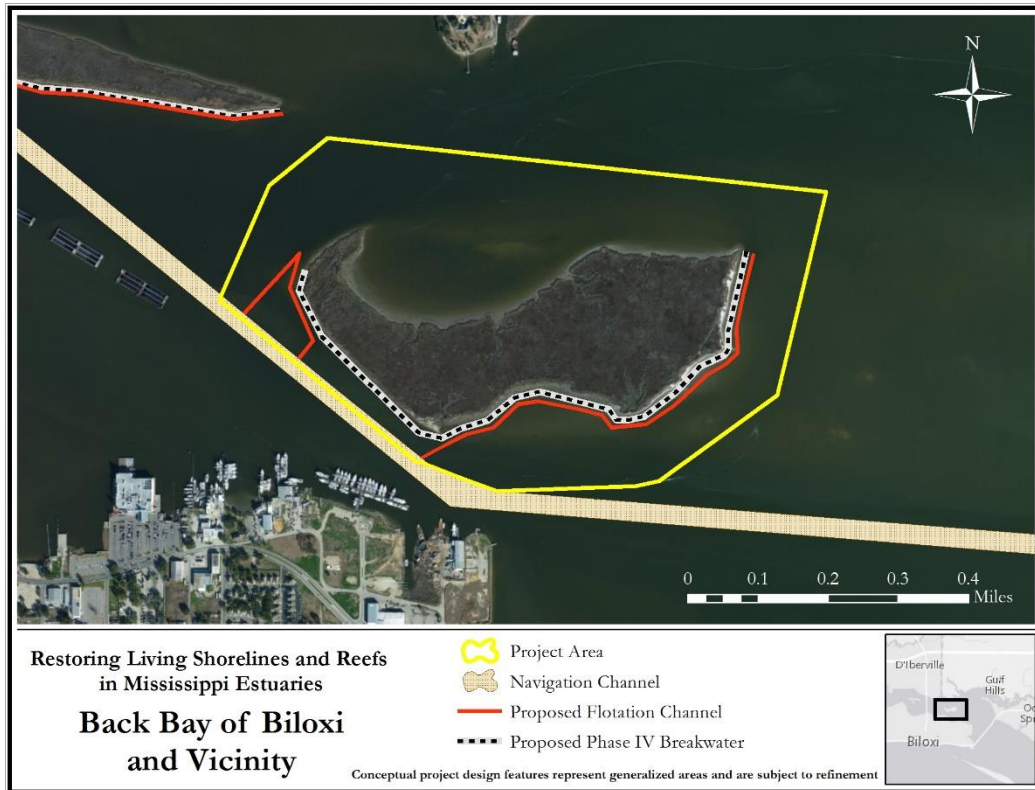 N
0 0.1 0.2 0.3 0.4
Miles
Restoring Living Shorelines and Reefs
in Mississippi Estuaries
Back Bay of Biloxi
and Vicinity
Project Area
Navigation Channel
Proposed Flotation Channel
Proposed Phase IV Breakwater
Conceptual project design features represent generalized areas and are subject to refinement
D'Iberville
Gulf
Hills
Oc
Spr
Biloxi